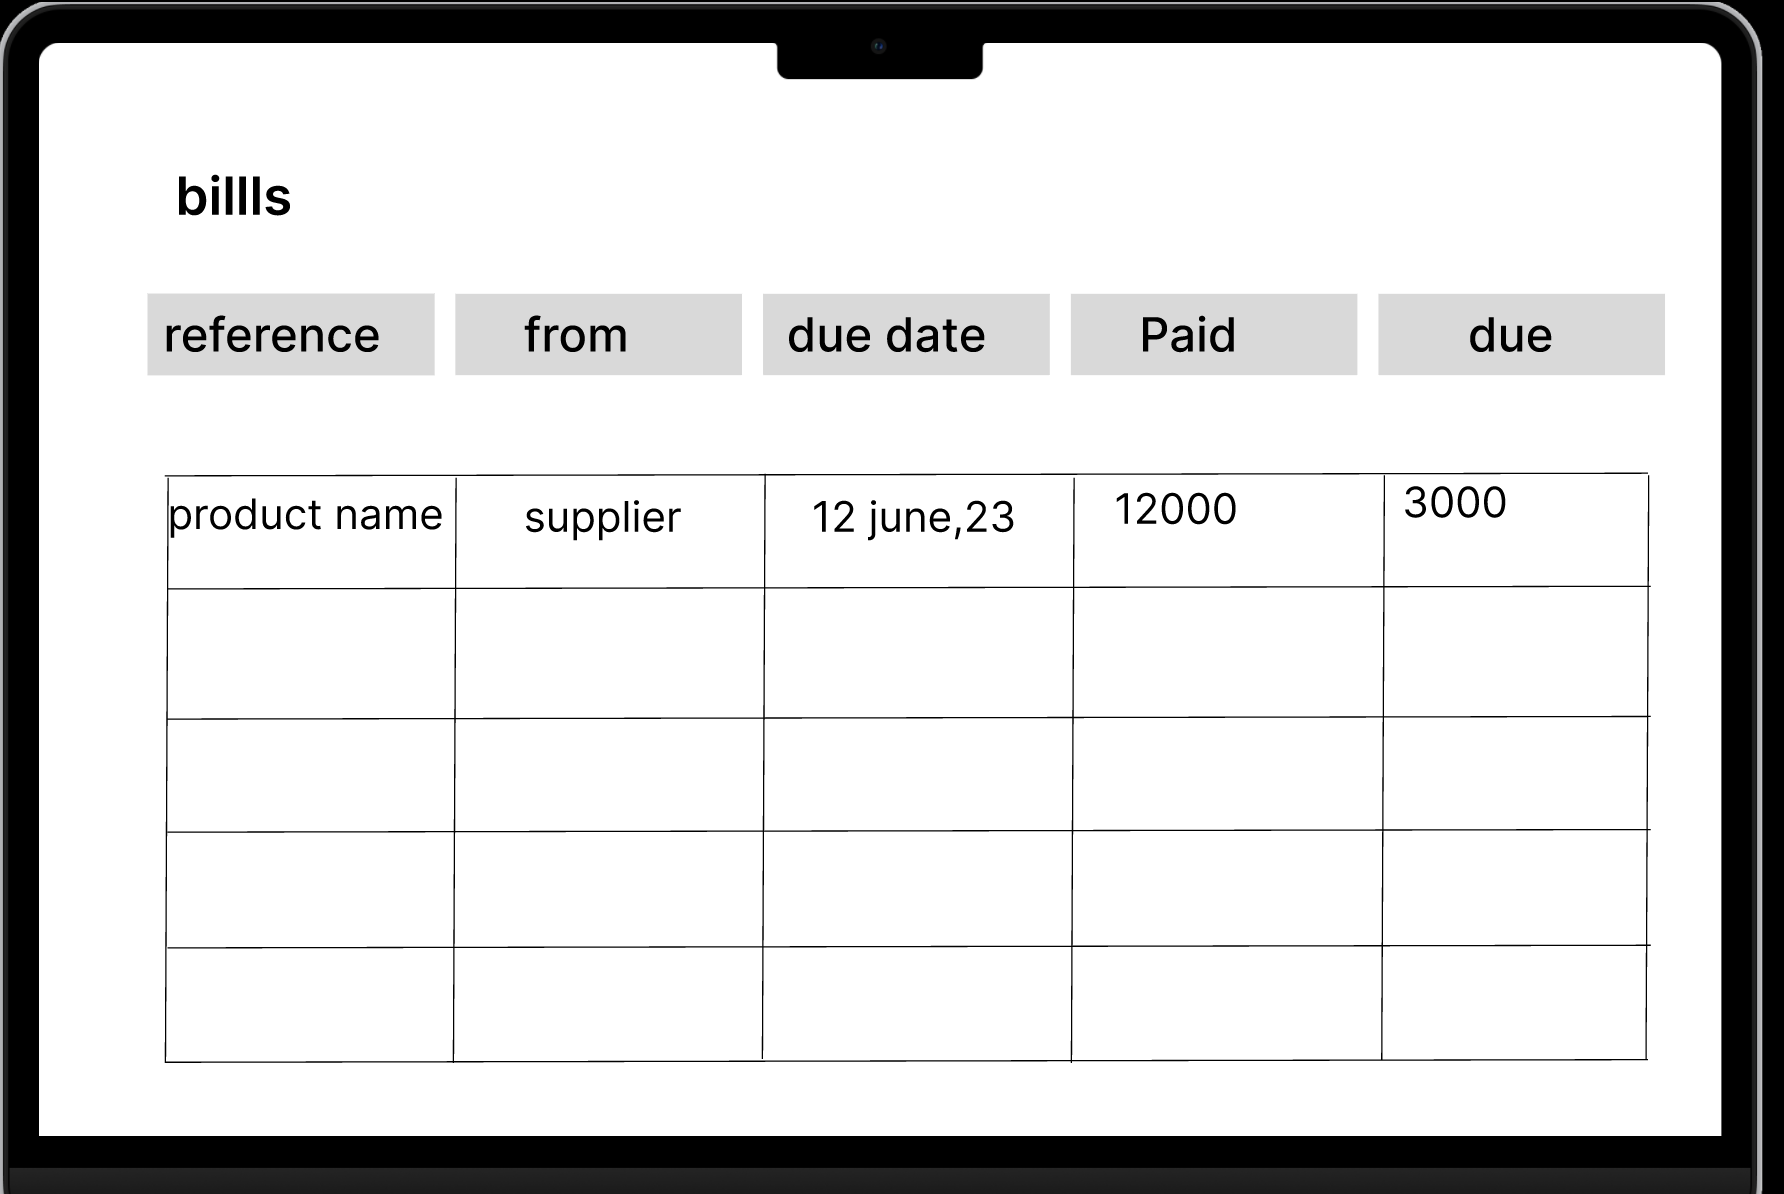 billls
reference from due date Paid due
product name supplier 12 june,23 12000 3000